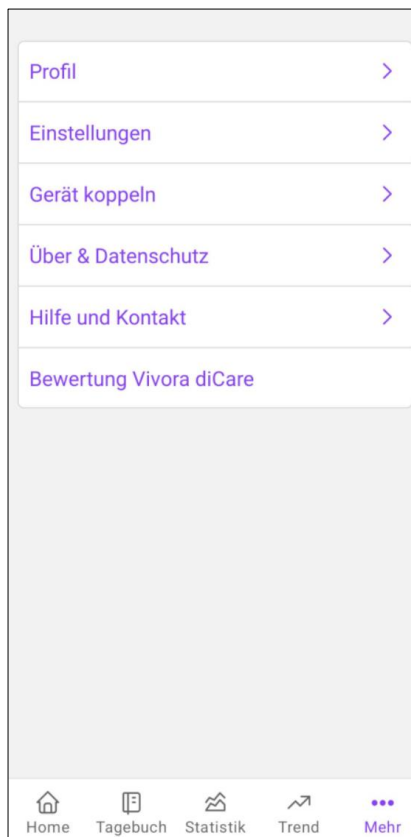 Profil
Einstellungen
Gerät koppeln
Über & Datenschutz
Hilfe und Kontakt
Bewertung Vivora diCare
Home Tagebuch Statistik Trend Mehr